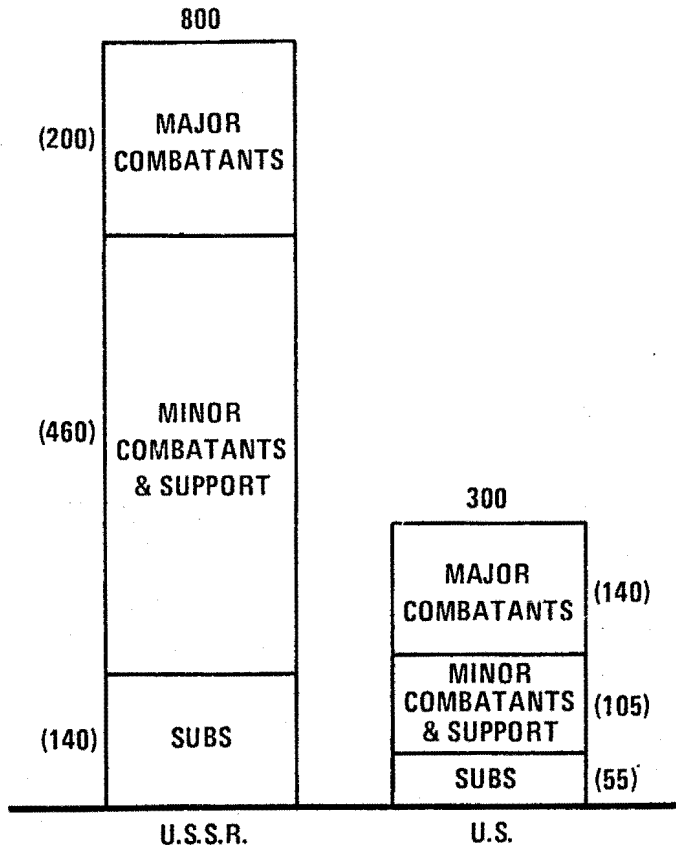 800
(200)
MAJOR
COMBATANTS
(460)
MINOR
COMBATANTS
& SUPPORT
(140)
SUBS
U.S.S.R.
300
MAJOR
COMBATANTS
(140)
MINOR
COMBATANTS
& SUPPORT
(105)
SUBS
(55)
U.S.